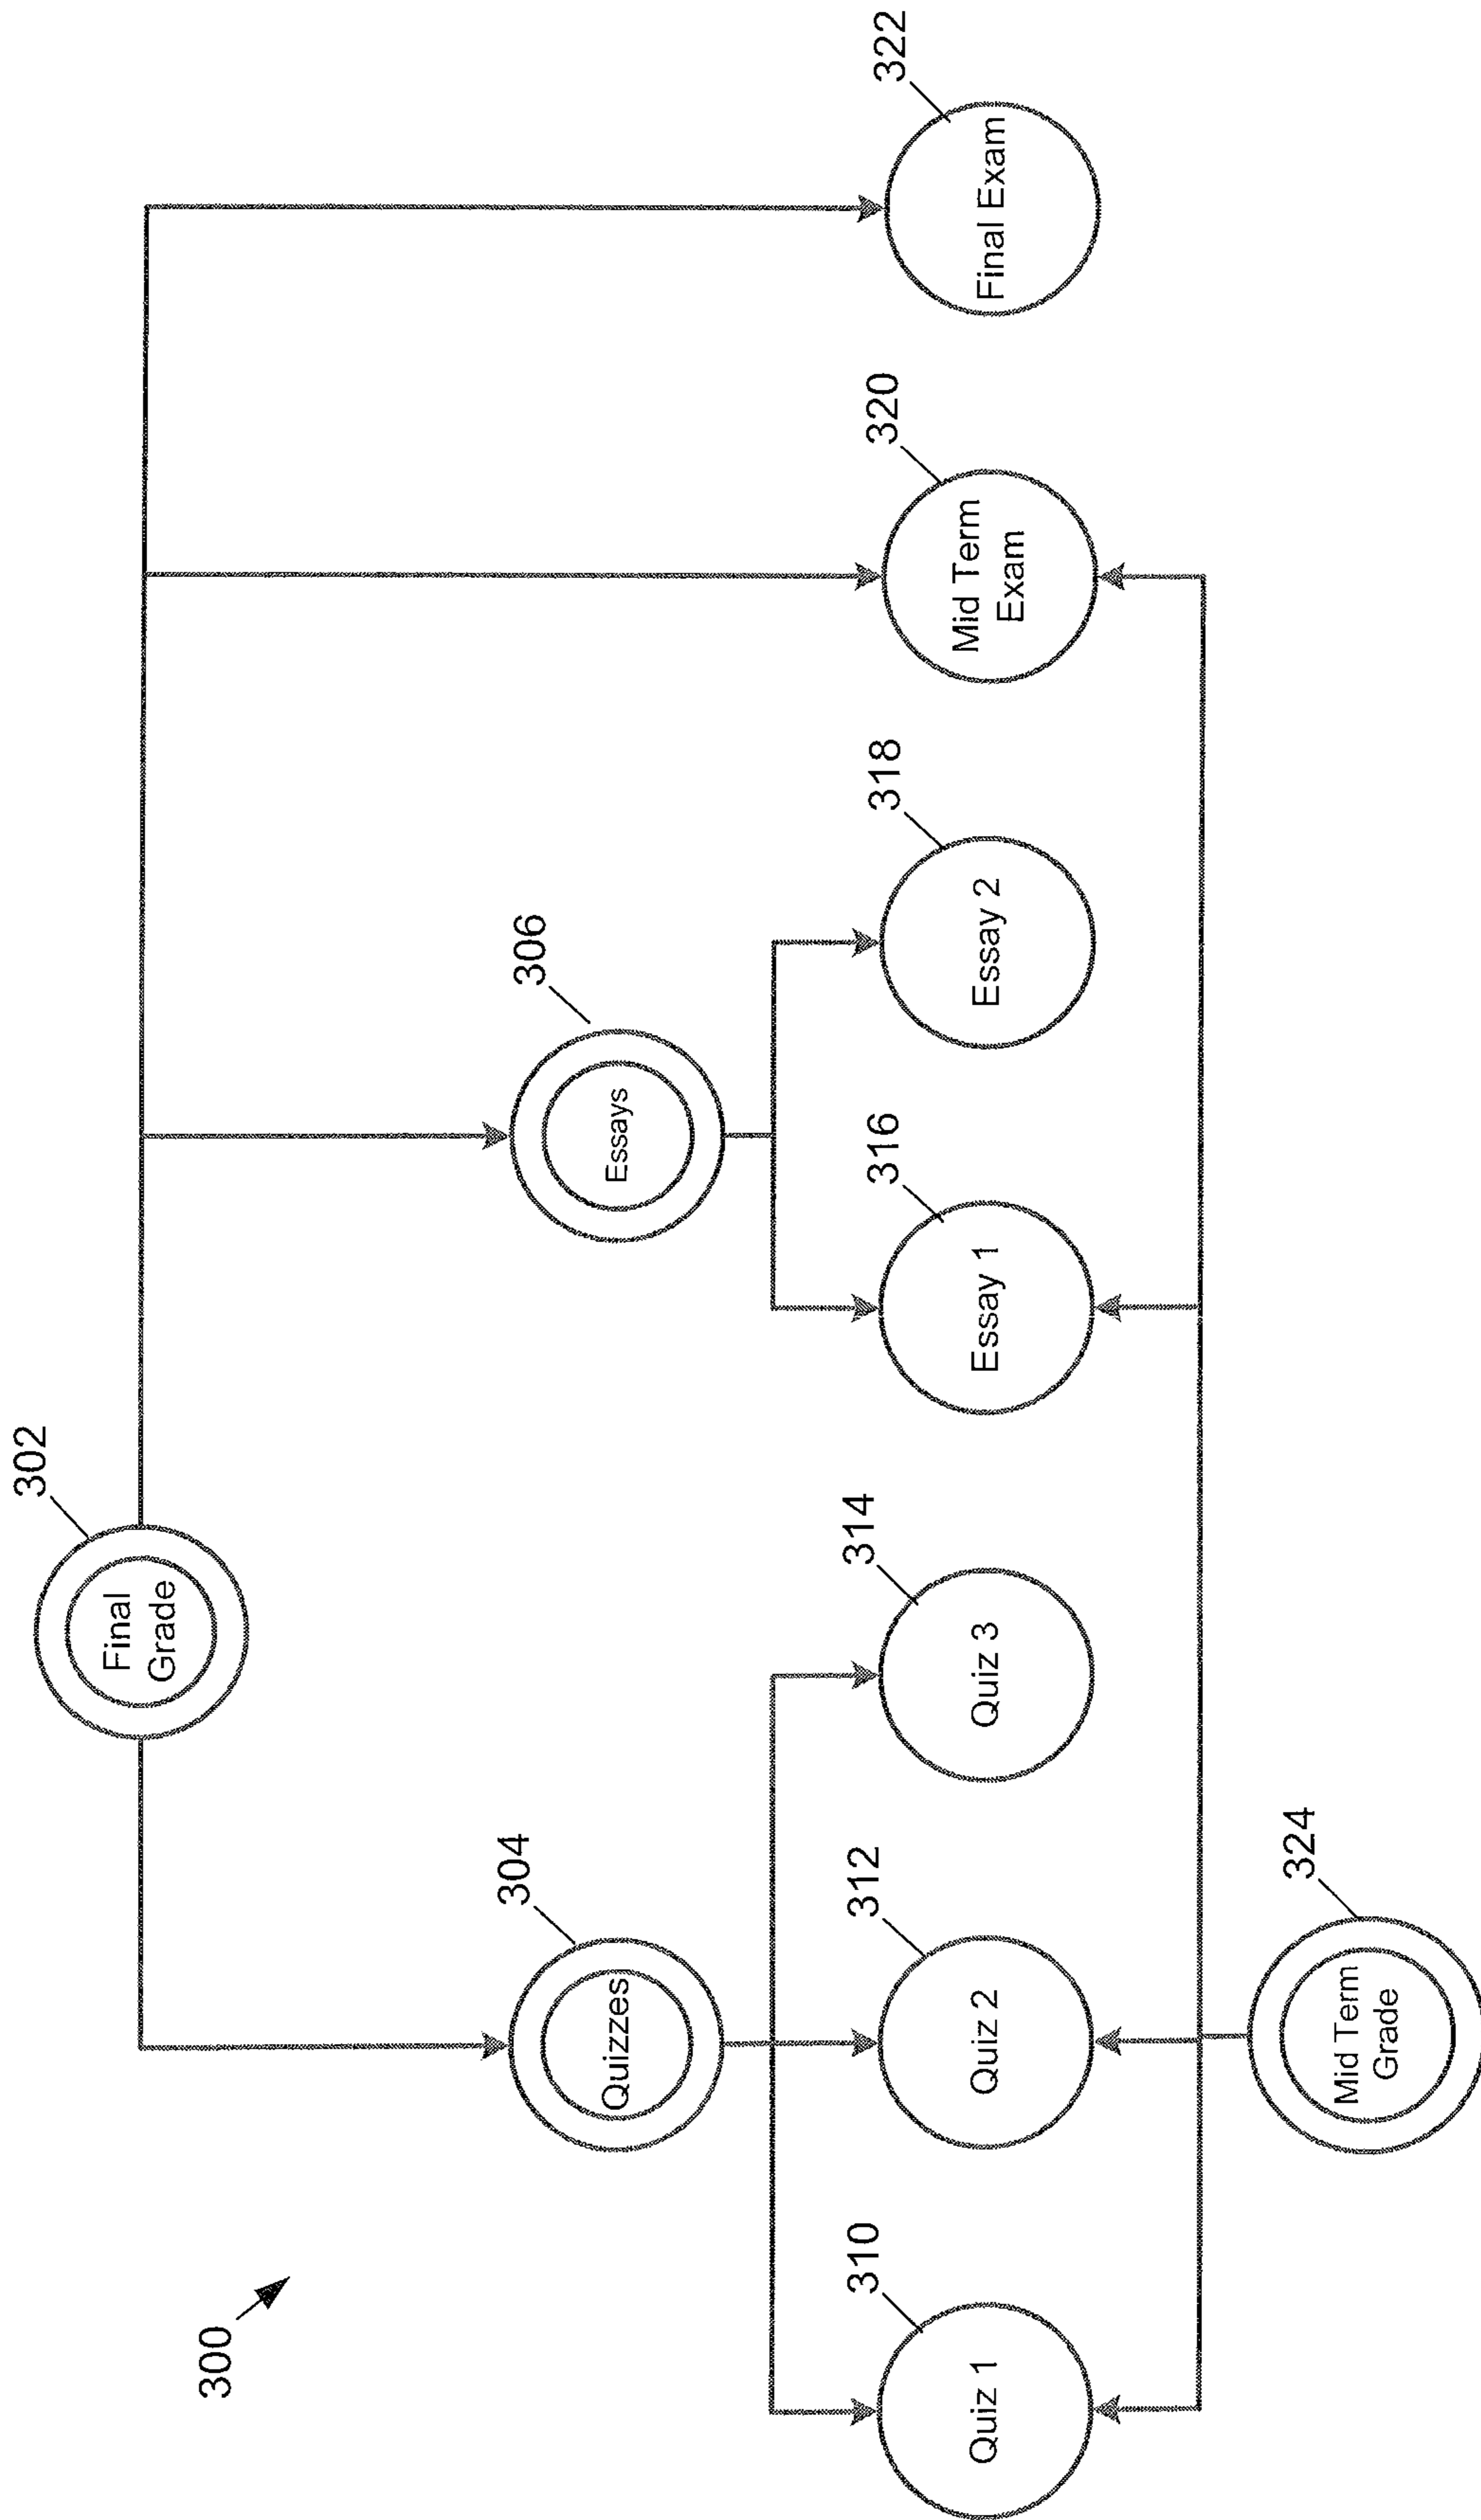 300
302
Final
Grade
304
Quizzes
306
Essays
310
Quiz 1
312
Quiz 2
314
Quiz 3
316
Essay 1
318
Essay 2
320
Mid Term
Exam
322
Final Exam
324
Mid Term
Grade